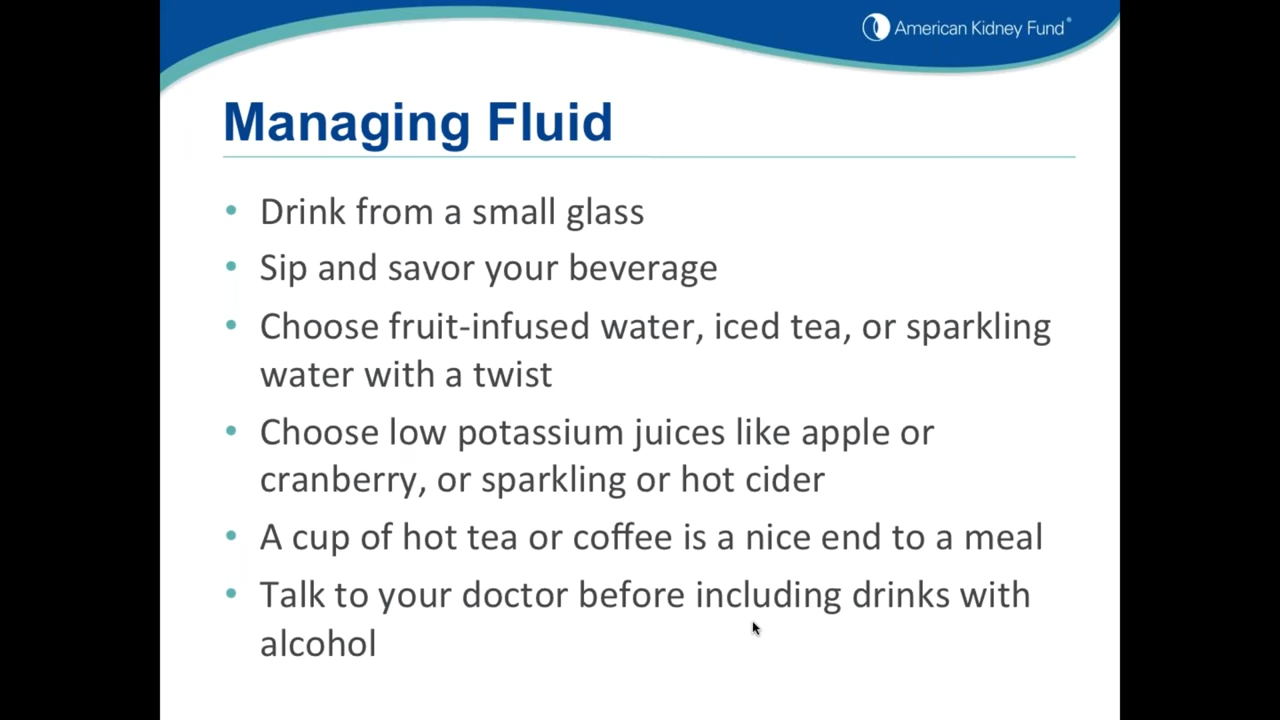 American Kidney Fund®
Managing Fluid
• Drink from a small glass
• Sip and savor your beverage
• Choose fruit-infused water, iced tea, or sparkling
water with a twist
• Choose low potassium juices like apple or
cranberry, or sparkling or hot cider
• A cup of hot tea or coffee is a nice end to a meal
• Talk to your doctor before including drinks with
alcohol